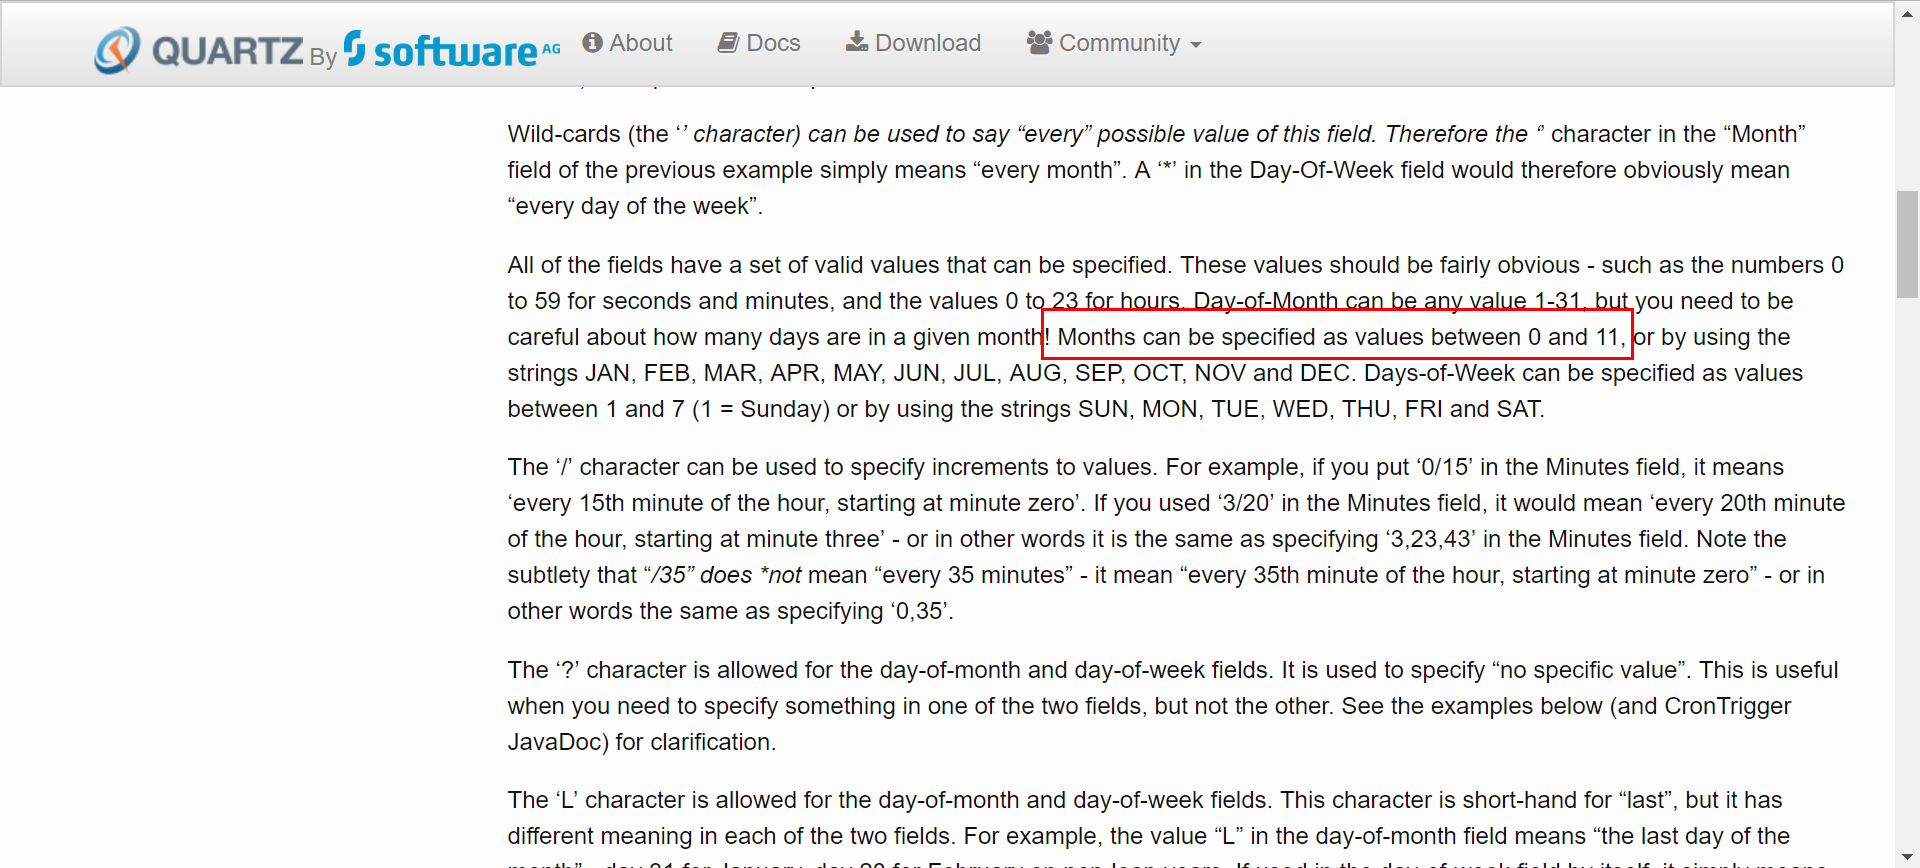 QUARTZ By software AG About Docs Download Community
Wild-cards (the ‘’ character) can be used to say “every” possible value of this field. Therefore the ‘’ character in the “Month”
field of the previous example simply means “every month”. A ‘*’ in the Day-Of-Week field would therefore obviously mean
“every day of the week”.
All of the fields have a set of valid values that can be specified. These values should be fairly obvious - such as the numbers 0
to 59 for seconds and minutes, and the values 0 to 23 for hours. Day-of-Month can be any value 1-31, but you need to be
careful about how many days are in a given month! Months can be specified as values between 0 and 11, or by using the
strings JAN, FEB, MAR, APR, MAY, JUN, JUL, AUG, SEP, OCT, NOV and DEC. Days-of-Week can be specified as values
between 1 and 7 (1 = Sunday) or by using the strings SUN, MON, TUE, WED, THU, FRI and SAT.
The ‘/’ character can be used to specify increments to values. For example, if you put ‘0/15’ in the Minutes field, it means
‘every 15th minute of the hour, starting at minute zero’. If you used ‘3/20’ in the Minutes field, it would mean ‘every 20th minute
of the hour, starting at minute three’ - or in other words it is the same as specifying ‘3,23,43’ in the Minutes field. Note the
subtlety that “/35” does *not mean “every 35 minutes” - it mean “every 35th minute of the hour, starting at minute zero” - or in
other words the same as specifying ‘0,35’.
The ‘?’ character is allowed for the day-of-month and day-of-week fields. It is used to specify “no specific value”. This is useful
when you need to specify something in one of the two fields, but not the other. See the examples below (and CronTrigger
JavaDoc) for clarification.
The ‘L’ character is allowed for the day-of-month and day-of-week fields. This character is short-hand for “last”, but it has
different meaning in each of the two fields. For example, the value “L” in the day-of-month field means “the last day of the